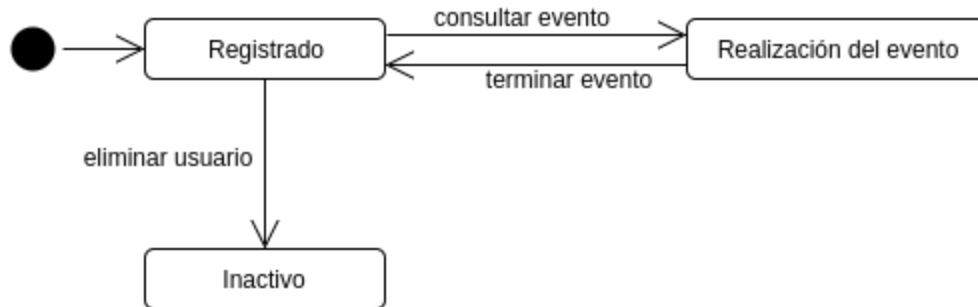 consultar evento
Registrado
Realización del evento
terminar evento
eliminar usuario
Inactivo